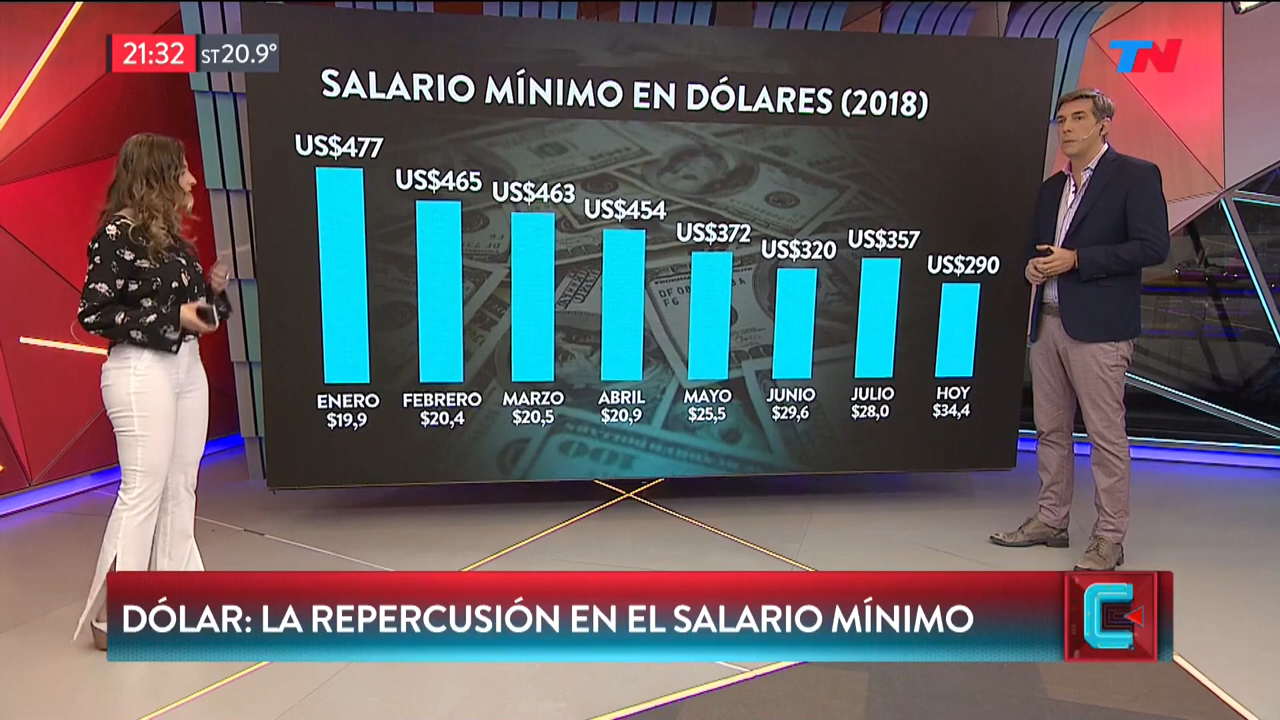 21:32 ST20.9°
TN
SALARIO MÍNIMO EN DÓLARES (2018)
US$477
US$465
US$463
US$454
US$372
US$320
US$357
US$290
ENERO
$19,9
FEBRERO
$20,4
MARZO
$20,5
ABRIL
$20,9
MAYO
$25,5
JUNIO
$29,6
JULIO
$28,0
HOY
$34,4
DÓLAR: LA REPERCUSIÓN EN EL SALARIO MÍNIMO
C